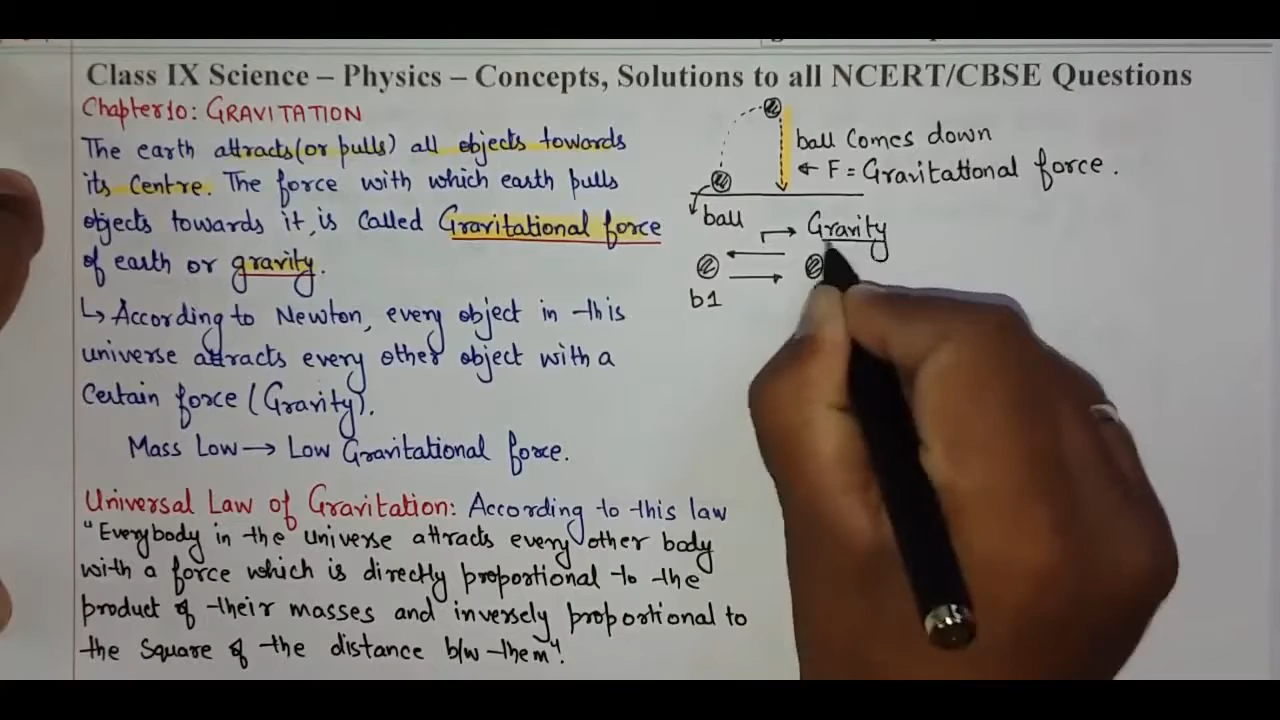 Class IX Science – Physics – Concepts, Solutions to all NCERT/CBSE Questions
Chapter 10: GRAVITATION
The earth attracts (or pulls) all objects towards
its Centre. The force with which earth pulls
objects towards it, is called Gravitational force
of earth or gravity.
↳ According to Newton, every object in this
universe attracts every other object with a
Certain force (Gravity).
Mass Low → Low Gravitational force.
Universal Law of Gravitation: According to this law
"Everybody in the universe attracts every other body
with a force which is directly proportional to the
product of their masses and inversely proportional to
the square of the distance b/w them".
ball comes down
← F = Gravitational force.
ball
→ Gravity
b1